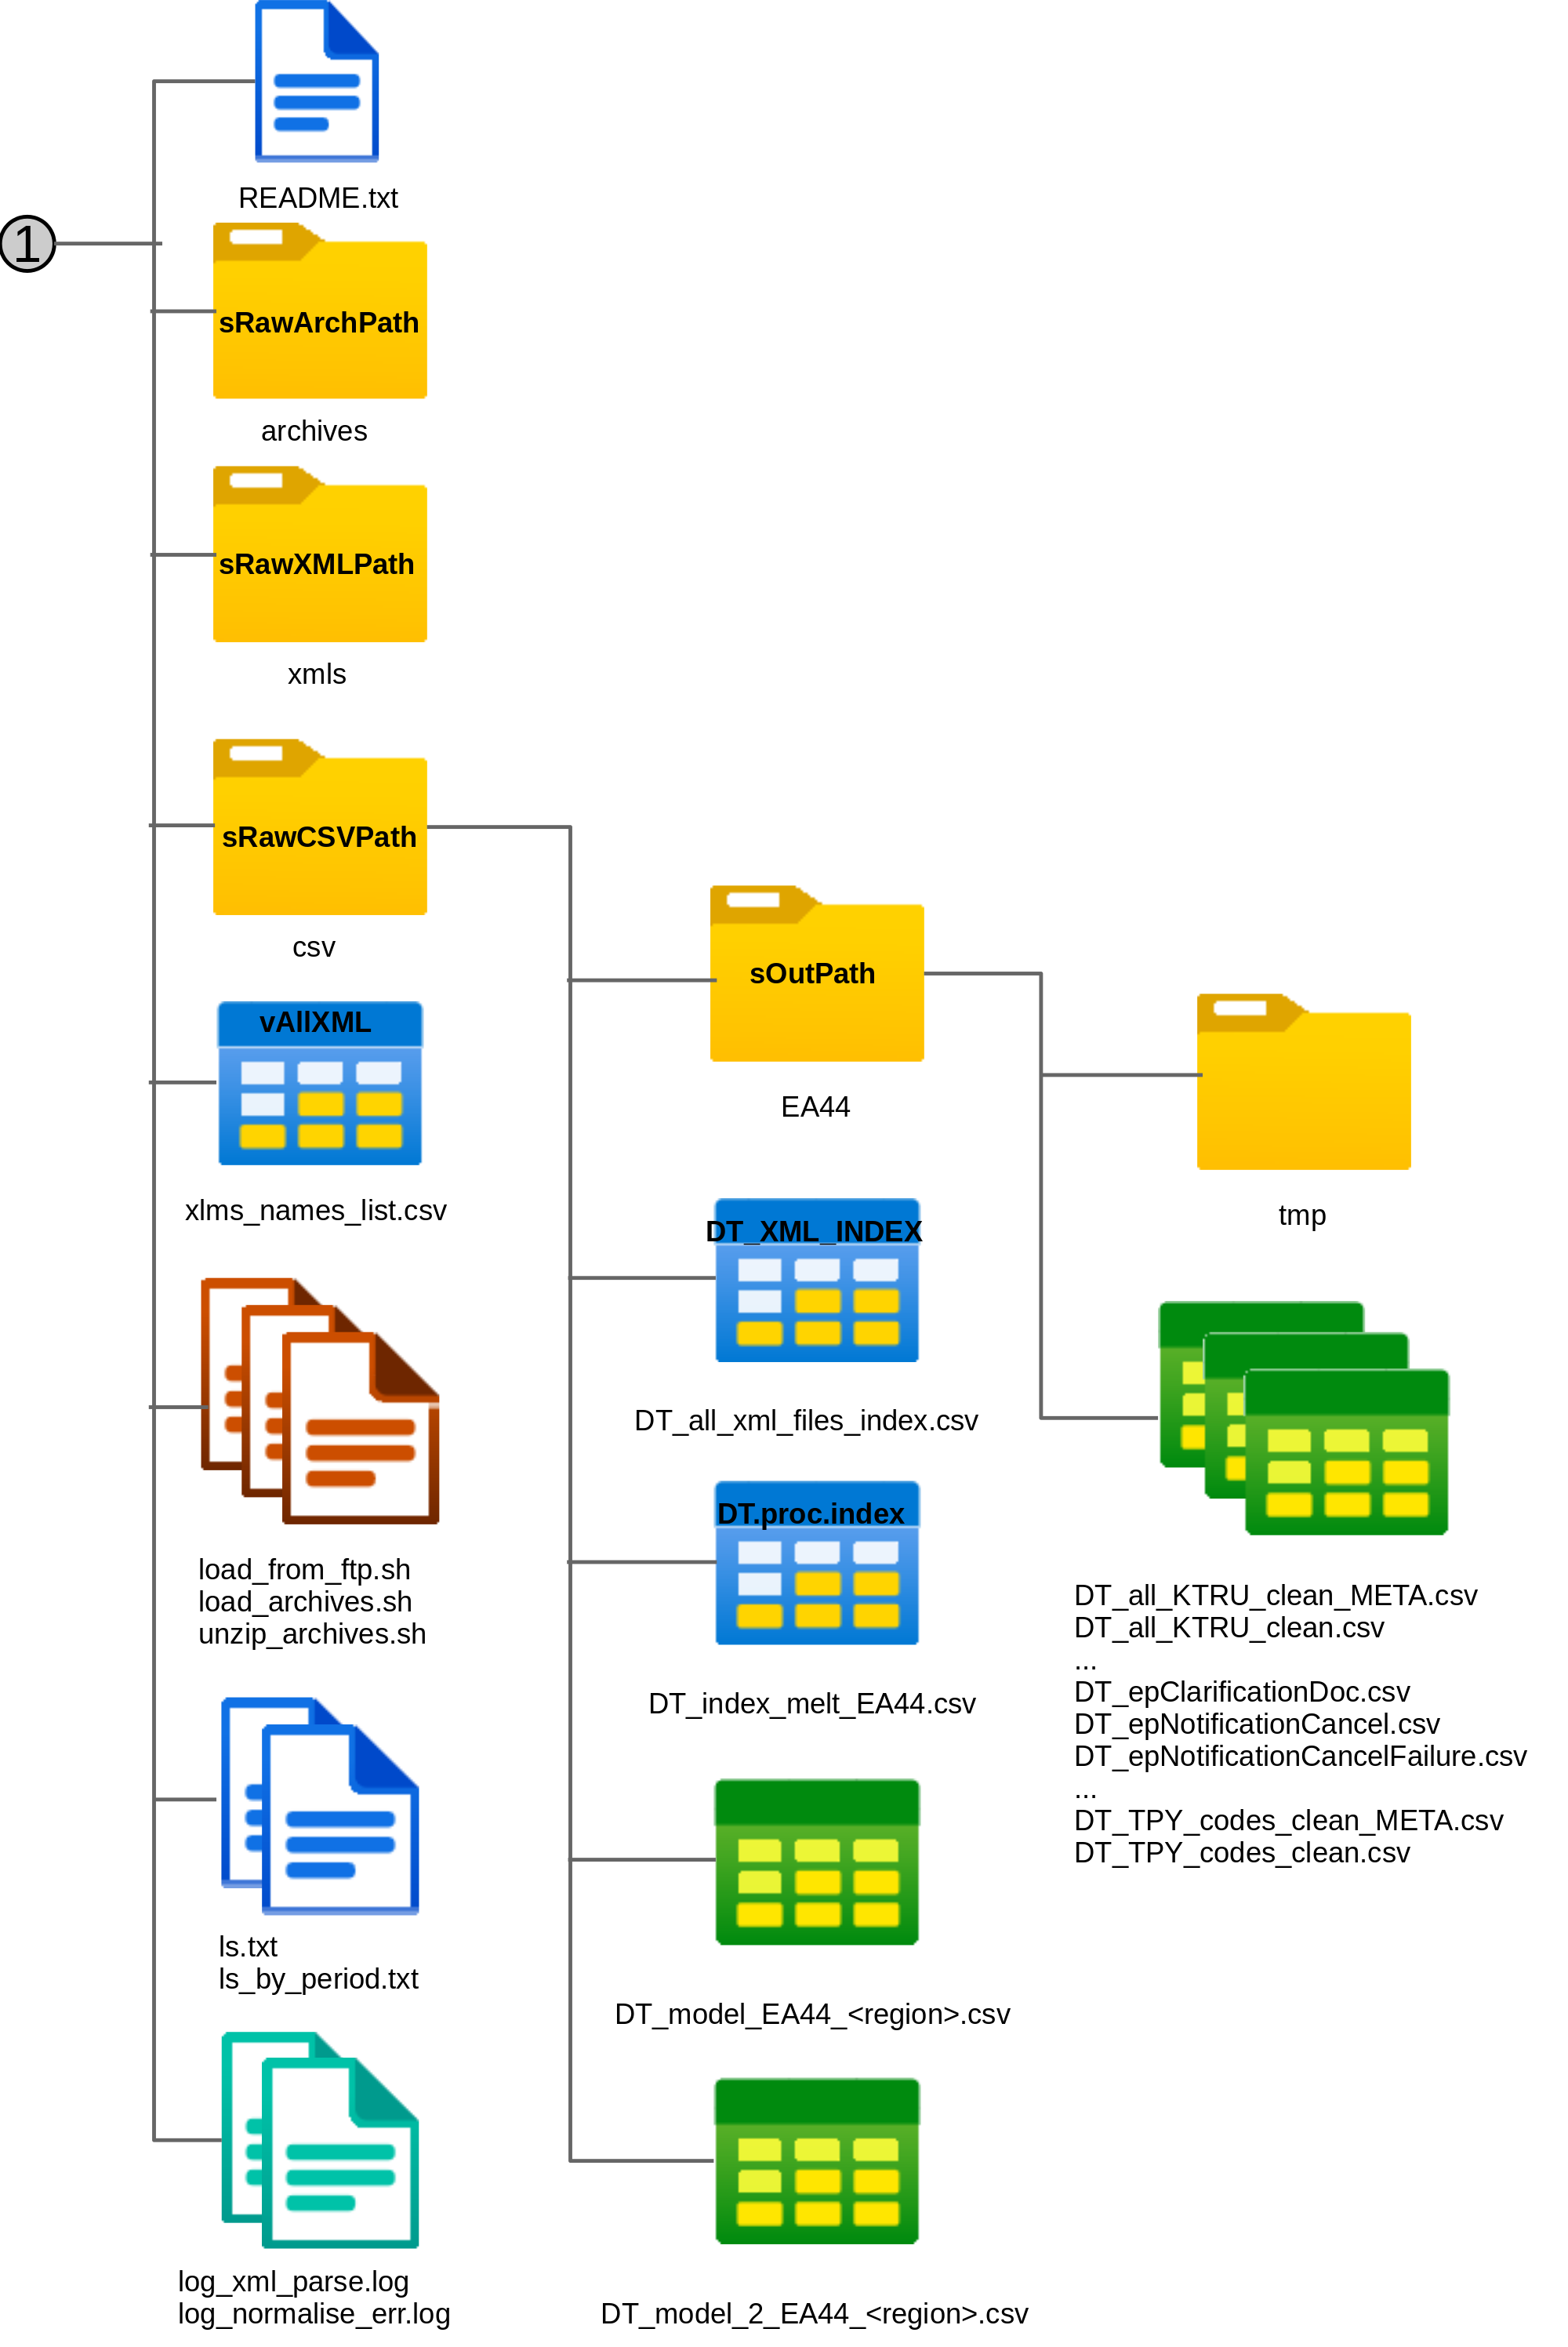 README.txt
1
sRawArchPath
archives
sRawXMLPath
xmls
sRawCSVPath
csv
vAllXML
xlms_names_list.csv
load_from_ftp.sh
load_archives.sh
unzip_archives.sh
ls.txt
ls_by_period.txt
log_xml_parse.log
log_normalise_err.log
sOutPath
EA44
DT_XML_INDEX
DT_all_xml_files_index.csv
DT.proc.index
DT_index_melt_EA44.csv
DT_model_EA44_<region>.csv
DT_model_2_EA44_<region>.csv
tmp
DT_all_KTRU_clean_META.csv
DT_all_KTRU_clean.csv
...
DT_epClarificationDoc.csv
DT_epNotificationCancel.csv
DT_epNotificationCancelFailure.csv
...
DT_TPY_codes_clean_META.csv
DT_TPY_codes_clean.csv